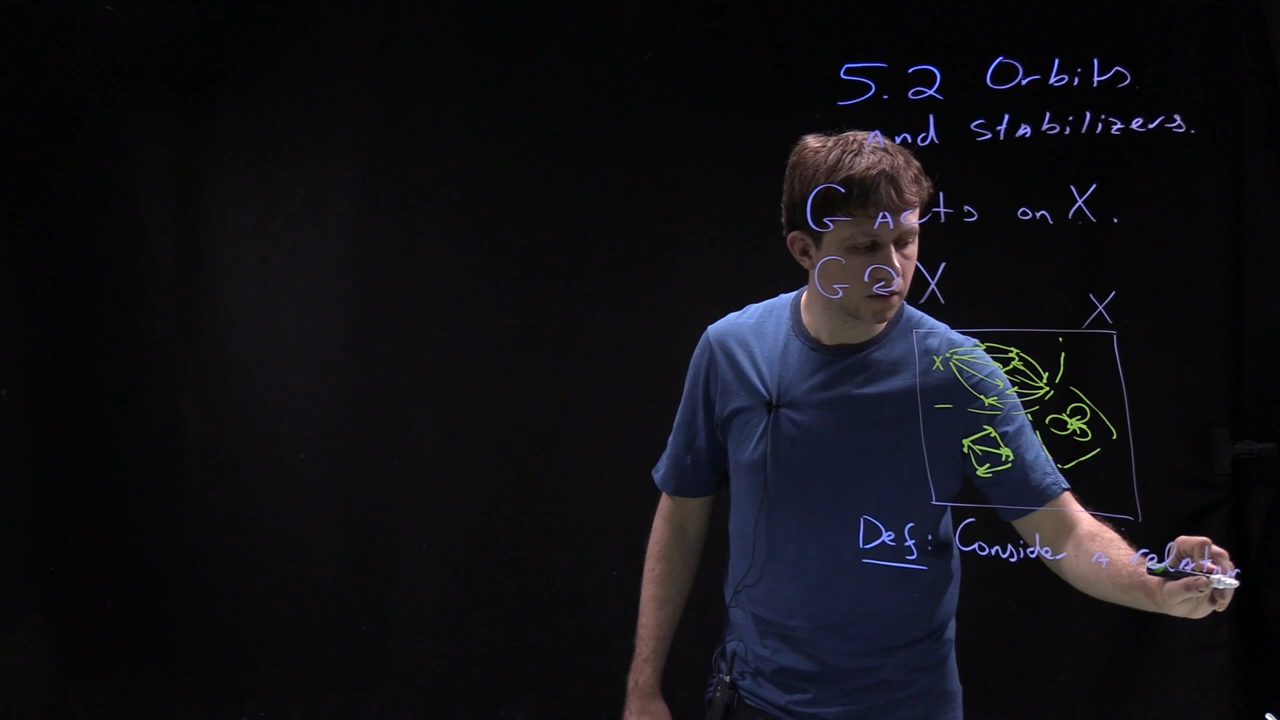 5.2 Orbits
and stabilizers.
G acts on X.
G X
X
x
Def: Consider a relation